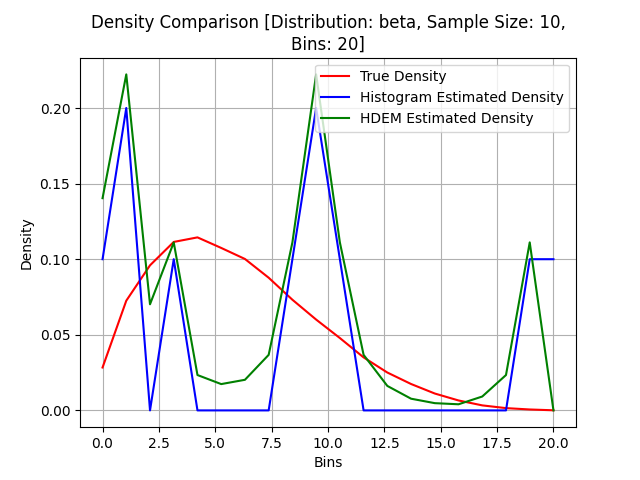 Density Comparison [Distribution: beta, Sample Size: 10,
Bins: 20]
True Density
Histogram Estimated Density
HDEM Estimated Density
Density
0.20
0.15
0.10
0.05
0.00
0.0 2.5 5.0 7.5 10.0 12.5 15.0 17.5 20.0
Bins